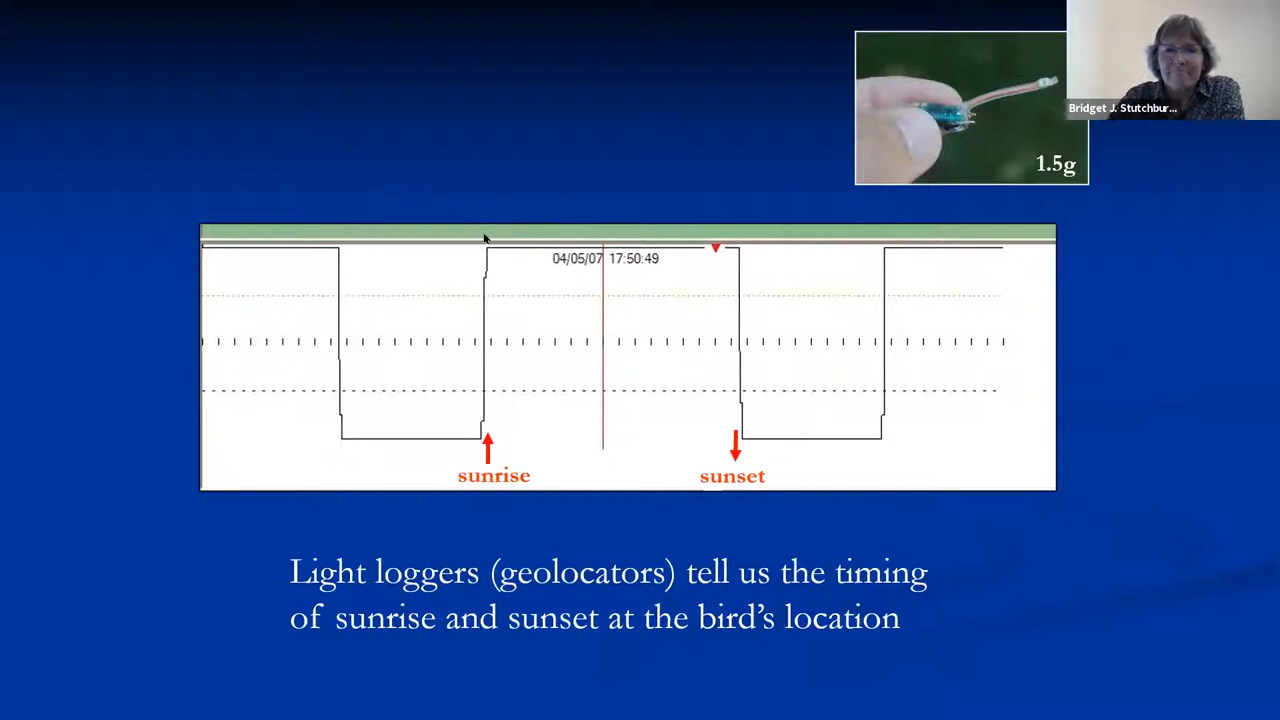 Bridget J. Stutchbur...
1.5g
04/05/07 17:50:49
sunrise
sunset
Light loggers (geolocators) tell us the timing
of sunrise and sunset at the bird's location